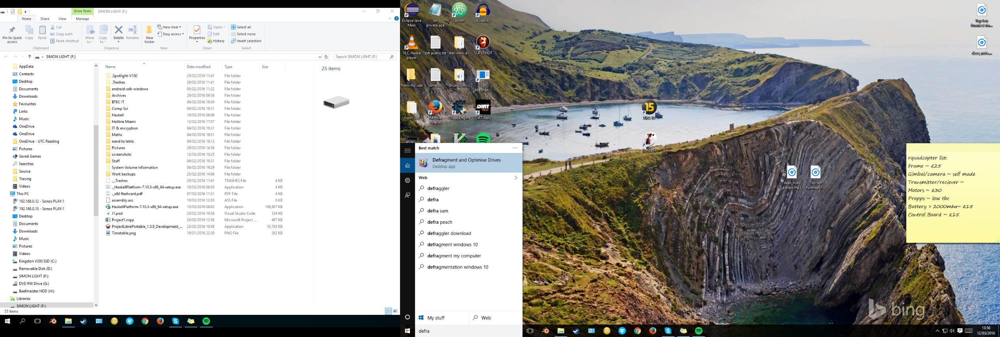 Drive Tools
SIMON LIGHT (F:)
Home
Share
View
Manage
Pin to Quick access
Copy
Paste
Cut
Copy path
Paste shortcut
Clipboard
Move to
Copy to
Delete
Rename
Organise
New folder
New item
Easy access
New
Properties
Open
Edit
History
Open
Select all
Select none
Invert selection
Select
SIMON LIGHT (F:)
Search SIMON LIGHT (F:)
AppData
Contacts
Desktop
Documents
Downloads
Favourites
Links
Music
OneDrive
OneDrive
OneDrive - UTC Reading
Pictures
Saved Games
Searches
Source
Tracing
Videos
This PC
192.168.0.12 - Sonos PLAY:1
192.168.0.15 - Sonos PLAY:1
Desktop
Documents
Downloads
Music
Pictures
Videos
Kingston V300 SSD (C:)
Removable Disk (D:)
SIMON LIGHT (F:)
DVD RW Drive (G:)
Beefmeister HDD (H:)
Libraries
SIMON LIGHT (F:)
25 items
Name Date modified Type Size
.Spotlight-V100 29/02/2016 11:41 File folder
.Trashes 29/02/2016 11:41 File folder
android-sdk-windows 05/02/2016 11:22 File folder
Archives 29/02/2016 09:56 File folder
BTEC IT 04/02/2016 19:30 File folder
Comp Sci 04/02/2016 19:31 File folder
Haskell 10/03/2016 08:09 File folder
Hotline Miami 13/02/2016 17:57 File folder
IT & encryption 04/02/2016 19:31 File folder
Maths 04/02/2016 19:31 File folder
nand to tetris 04/02/2016 19:13 File folder
Pictures 29/02/2016 14:56 File folder
screenshots 12/03/2016 10:25 File folder
Stuff 04/02/2016 19:31 File folder
System Volume Information 04/02/2016 19:29 File folder
Work backups 25/02/2016 14:06 File folder
._.Trashes 29/02/2016 11:41 TRASHES File 4 KB
._HaskellPlatform-7.10.3-x86_64-setup.exe 10/03/2016 08:03 Application 4 KB
._s&l flashcard.pdf 07/03/2016 11:51 PDF File 4 KB
assembly.ass 10/03/2016 12:05 ASS File 0 KB
HaskellPlatform-7.10.3-x86_64-setup.exe 10/03/2016 08:03 Application 198,607 KB
J1.pod 25/02/2016 10:58 Visual Studio Code 334 KB
Project1.mpp 26/02/2016 13:56 Microsoft Project ... 467 KB
ProjectLibrePortable_1.5.9_Development_... 25/02/2016 10:48 Application 10,793 KB
Timetable.png 19/01/2016 22:30 PNG File 262 KB
25 items
Eclipse Java Mars
ssh private.ppk
Atom
Audacity
VLC media player
ssh public.txt
star-wars-a...
SUPERHOT
from my usb
time.txt
BrunelArm...
Car Mechan...
from usb
Mozilla Firefox
Cheat Engine
DiRT
RALLY
DiRT Rally
15
FIFA 15
Toribash
Top ten funniest rin...
deez_nuts....
deez_nuts edited.mp3
Top ten funniest r...
Best match
...
Defragment and Optimise Drives
Desktop app
Web
defraggler
defra
defra sam
defra peach
defraggler download
defragment windows 10
defragment my computer
defragmentation windows 10
My stuff
Web
defra
rquadcopter list:
Frame ~ £25
Gimbal/camera ~ self made
Transmitter/reciever ~
Motors ~ £30
Propps ~ low tbc
Battery > 2000mha~ £15
Control Board ~ £15
bing
13:56
12/03/2016